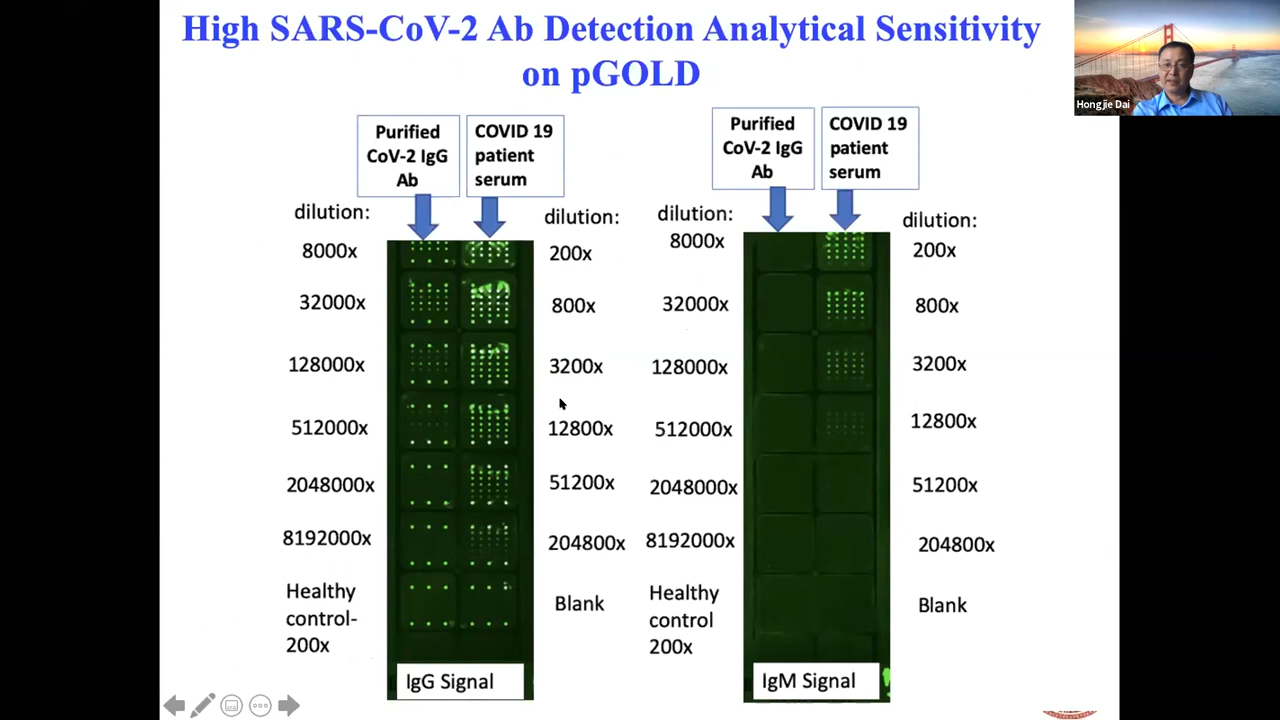 High SARS-CoV-2 Ab Detection Analytical Sensitivity
on pGOLD
Hongjie Dai
Purified
CoV-2 IgG
Ab
COVID 19
patient
serum
dilution:
8000x
32000x
128000x
512000x
2048000x
8192000x
Healthy
control-
200x
dilution:
200x
800x
3200x
12800x
51200x
204800x
Blank
IgG Signal
Purified
CoV-2 IgG
Ab
COVID 19
patient
serum
dilution:
8000x
32000x
128000x
512000x
2048000x
8192000x
Healthy
control
200x
dilution:
200x
800x
3200x
12800x
51200x
204800x
Blank
IgM Signal